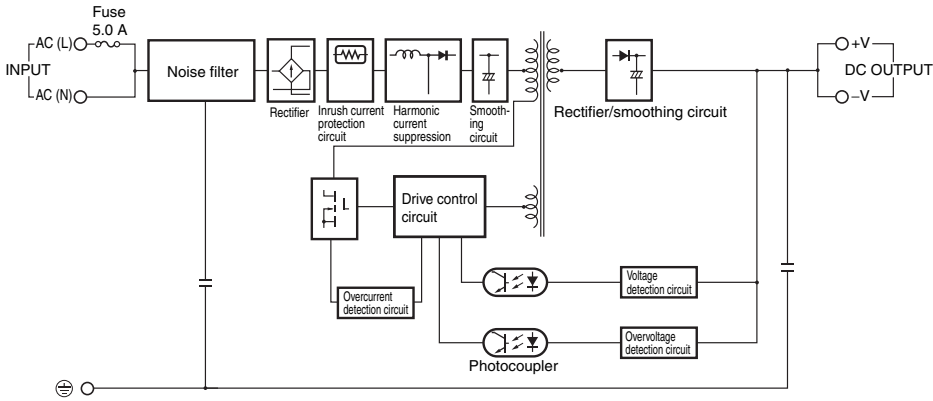 Fuse
5.0 A
AC (L)
INPUT
AC (N)
Noise filter
Rectifier
Inrush current
protection
circuit
Harmonic
current
suppression
Smooth-
ing
circuit
Rectifier/smoothing circuit
+V
DC OUTPUT
–V
Drive control
circuit
Overcurrent
detection circuit
Voltage
detection circuit
Overvoltage
detection circuit
Photocoupler